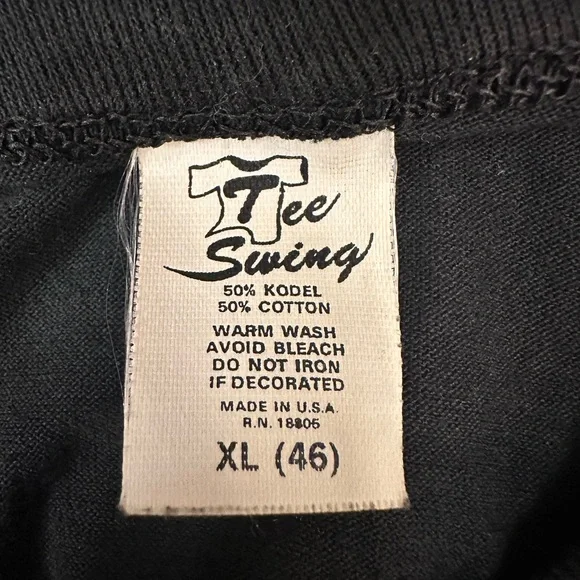 Tee
Swing
50% KODEL
50% COTTON
WARM WASH
AVOID BLEACH
DO NOT IRON
IF DECORATED
MADE IN U.S.A.
R.N. 18805
XL (46)